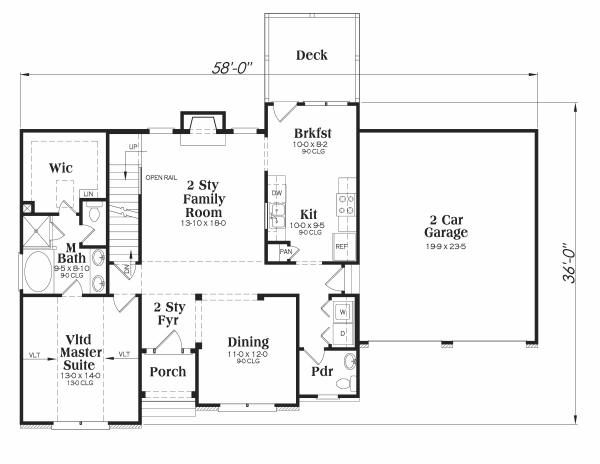 Deck
58'-0"
Brkfst
10-0 x 8-2
9-0 CLG
UP
Wic
OPEN RAIL
2 Sty
Family
Room
13-10 x 18-0
LIN
DW
Kit
10-0 x 9-5
9-0 CLG
REF
PAN
2 Car
Garage
19-9 x 23-5
36'-0"
M
Bath
9-5 x 8-10
9-0 CLG
DN
2 Sty
Fyr
W
D
Vltd
Master
Suite
13-0 x 14-0
13-0 CLG
VLT
VLT
Dining
11-0 x 12-0
9-0 CLG
Porch
Pdr